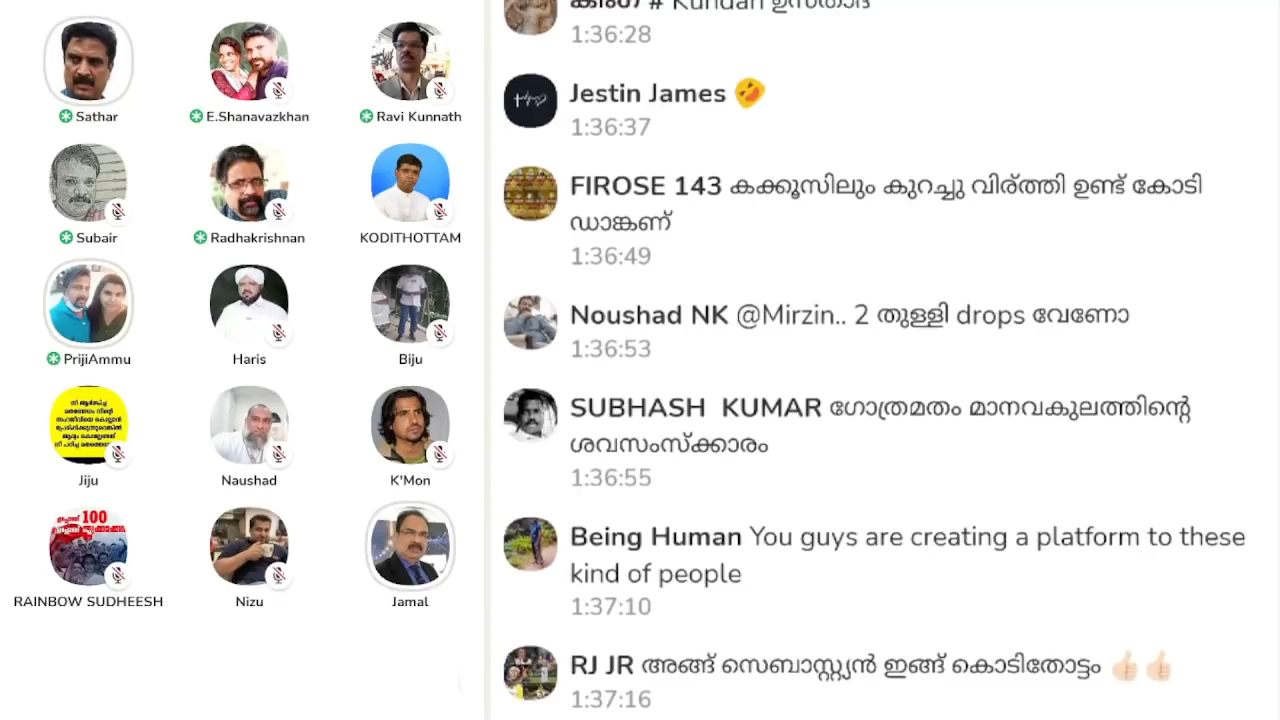 Sathar
E.Shanavazkhan
Ravi Kunnath
Subair
Radhakrishnan
KODITHOTTAM
PrijiAmmu
Haris
Biju
Jiju
Naushad
K'Mon
100
RAINBOW SUDHEESH
Nizu
Jamal
# Kundan ഉസ്താദ്
1:36:28
Jestin James 🤣
1:36:37
FIROSE 143 കക്കൂസിലും കുറച്ചു വിര്ത്തി ഉണ്ട് കോടി
ഡാങ്കണ്
1:36:49
Noushad NK @Mirzin.. 2 തുള്ളി drops വേണോ
1:36:53
SUBHASH KUMAR ഗോത്രമതം മാനവകുലത്തിന്റെ
ശവസംസ്ക്കാരം
1:36:55
Being Human You guys are creating a platform to these
kind of people
1:37:10
RJ JR അങ്ങ് സെബാസ്റ്റ്യൻ ഇങ്ങ് കൊടിതോട്ടം 👍🏻👍🏻
1:37:16